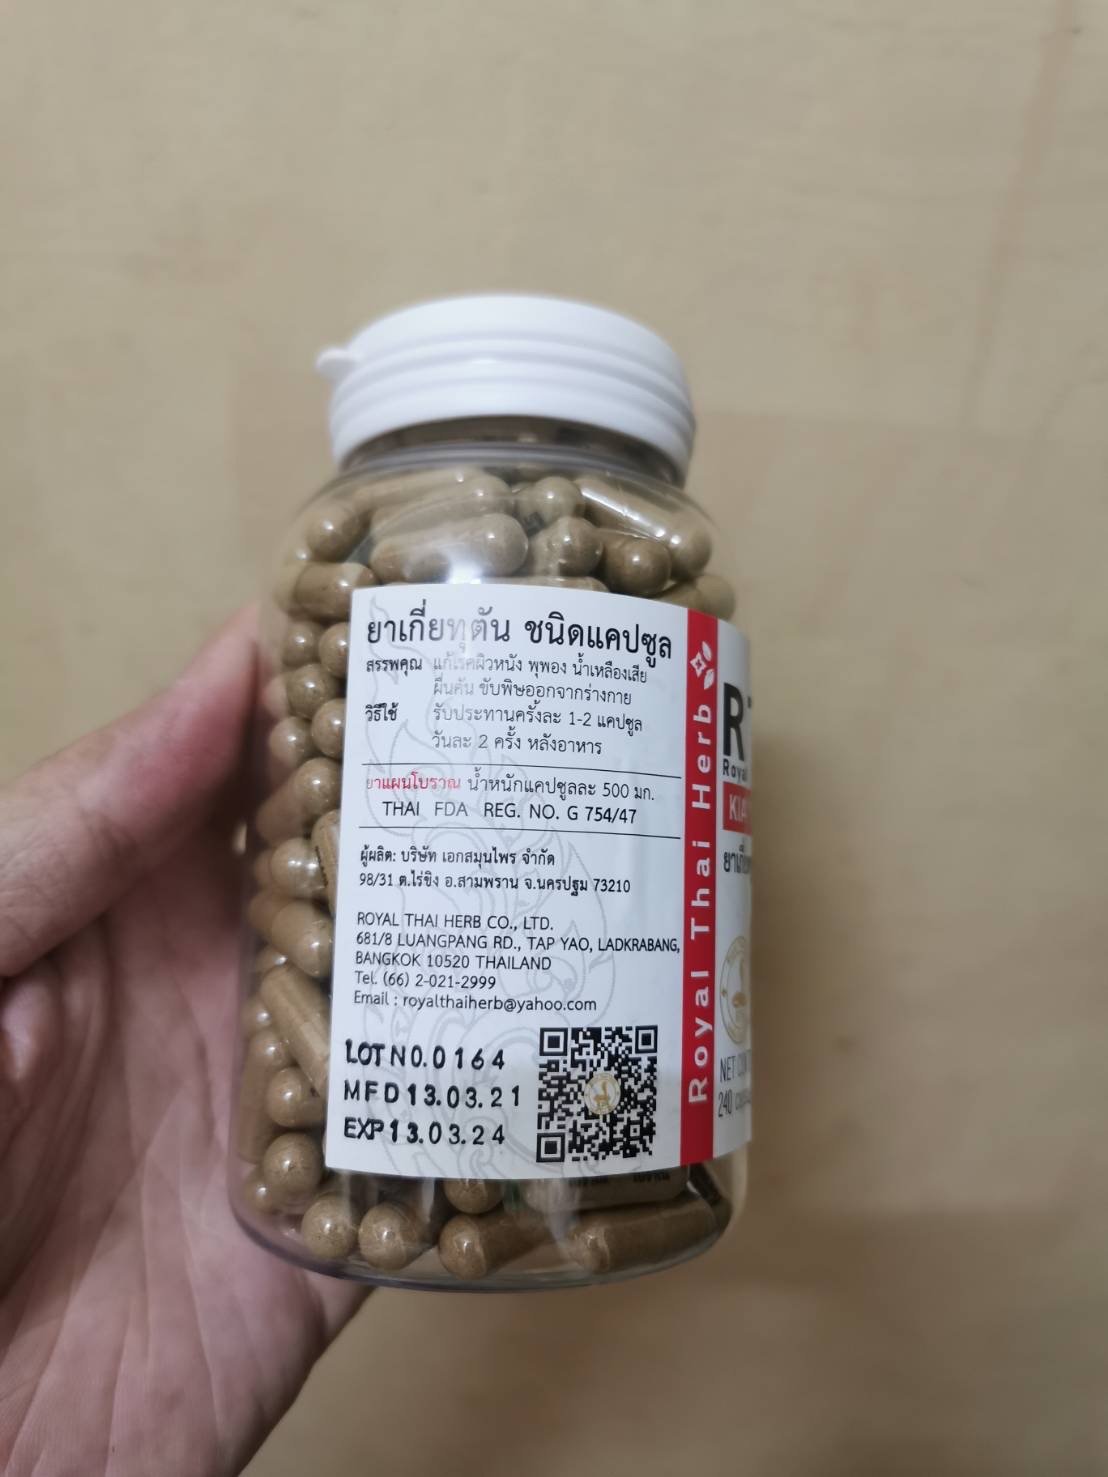 ยาเกี่ยทุตัน ชนิดแคปซูล
สรรพคุณ แก้โรคผิวหนัง พุพอง น้ำเหลืองเสีย
ผื่นคัน ขับพิษออกจากร่างกาย
วิธีใช้ รับประทานครั้งละ 1-2 แคปซูล
วันละ 2 ครั้ง หลังอาหาร
ยาแผนโบราณ น้ำหนักแคปซูลละ 500 มก.
THAI FDA REG. NO. G 754/47
ผู้ผลิต: บริษัท เอกสมุนไพร จำกัด
98/31 ต.ไร่ขิง อ.สามพราน จ.นครปฐม 73210
ROYAL THAI HERB CO., LTD.
681/8 LUANGPANG RD., TAP YAO, LADKRABANG,
BANGKOK 10520 THAILAND
Tel. (66) 2-021-2999
Email : royalthaiherb@yahoo.com
LOT NO.0164
MFD 13.03.21
EXP 13.03.24
Royal Thai Herb
R
Royal
KIA
NET
240